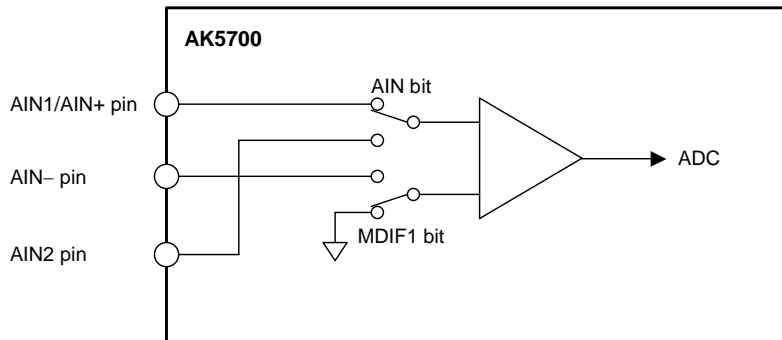 AK5700
AIN1/AIN+ pin
AIN bit
AIN− pin
ADC
AIN2 pin
MDIF1 bit